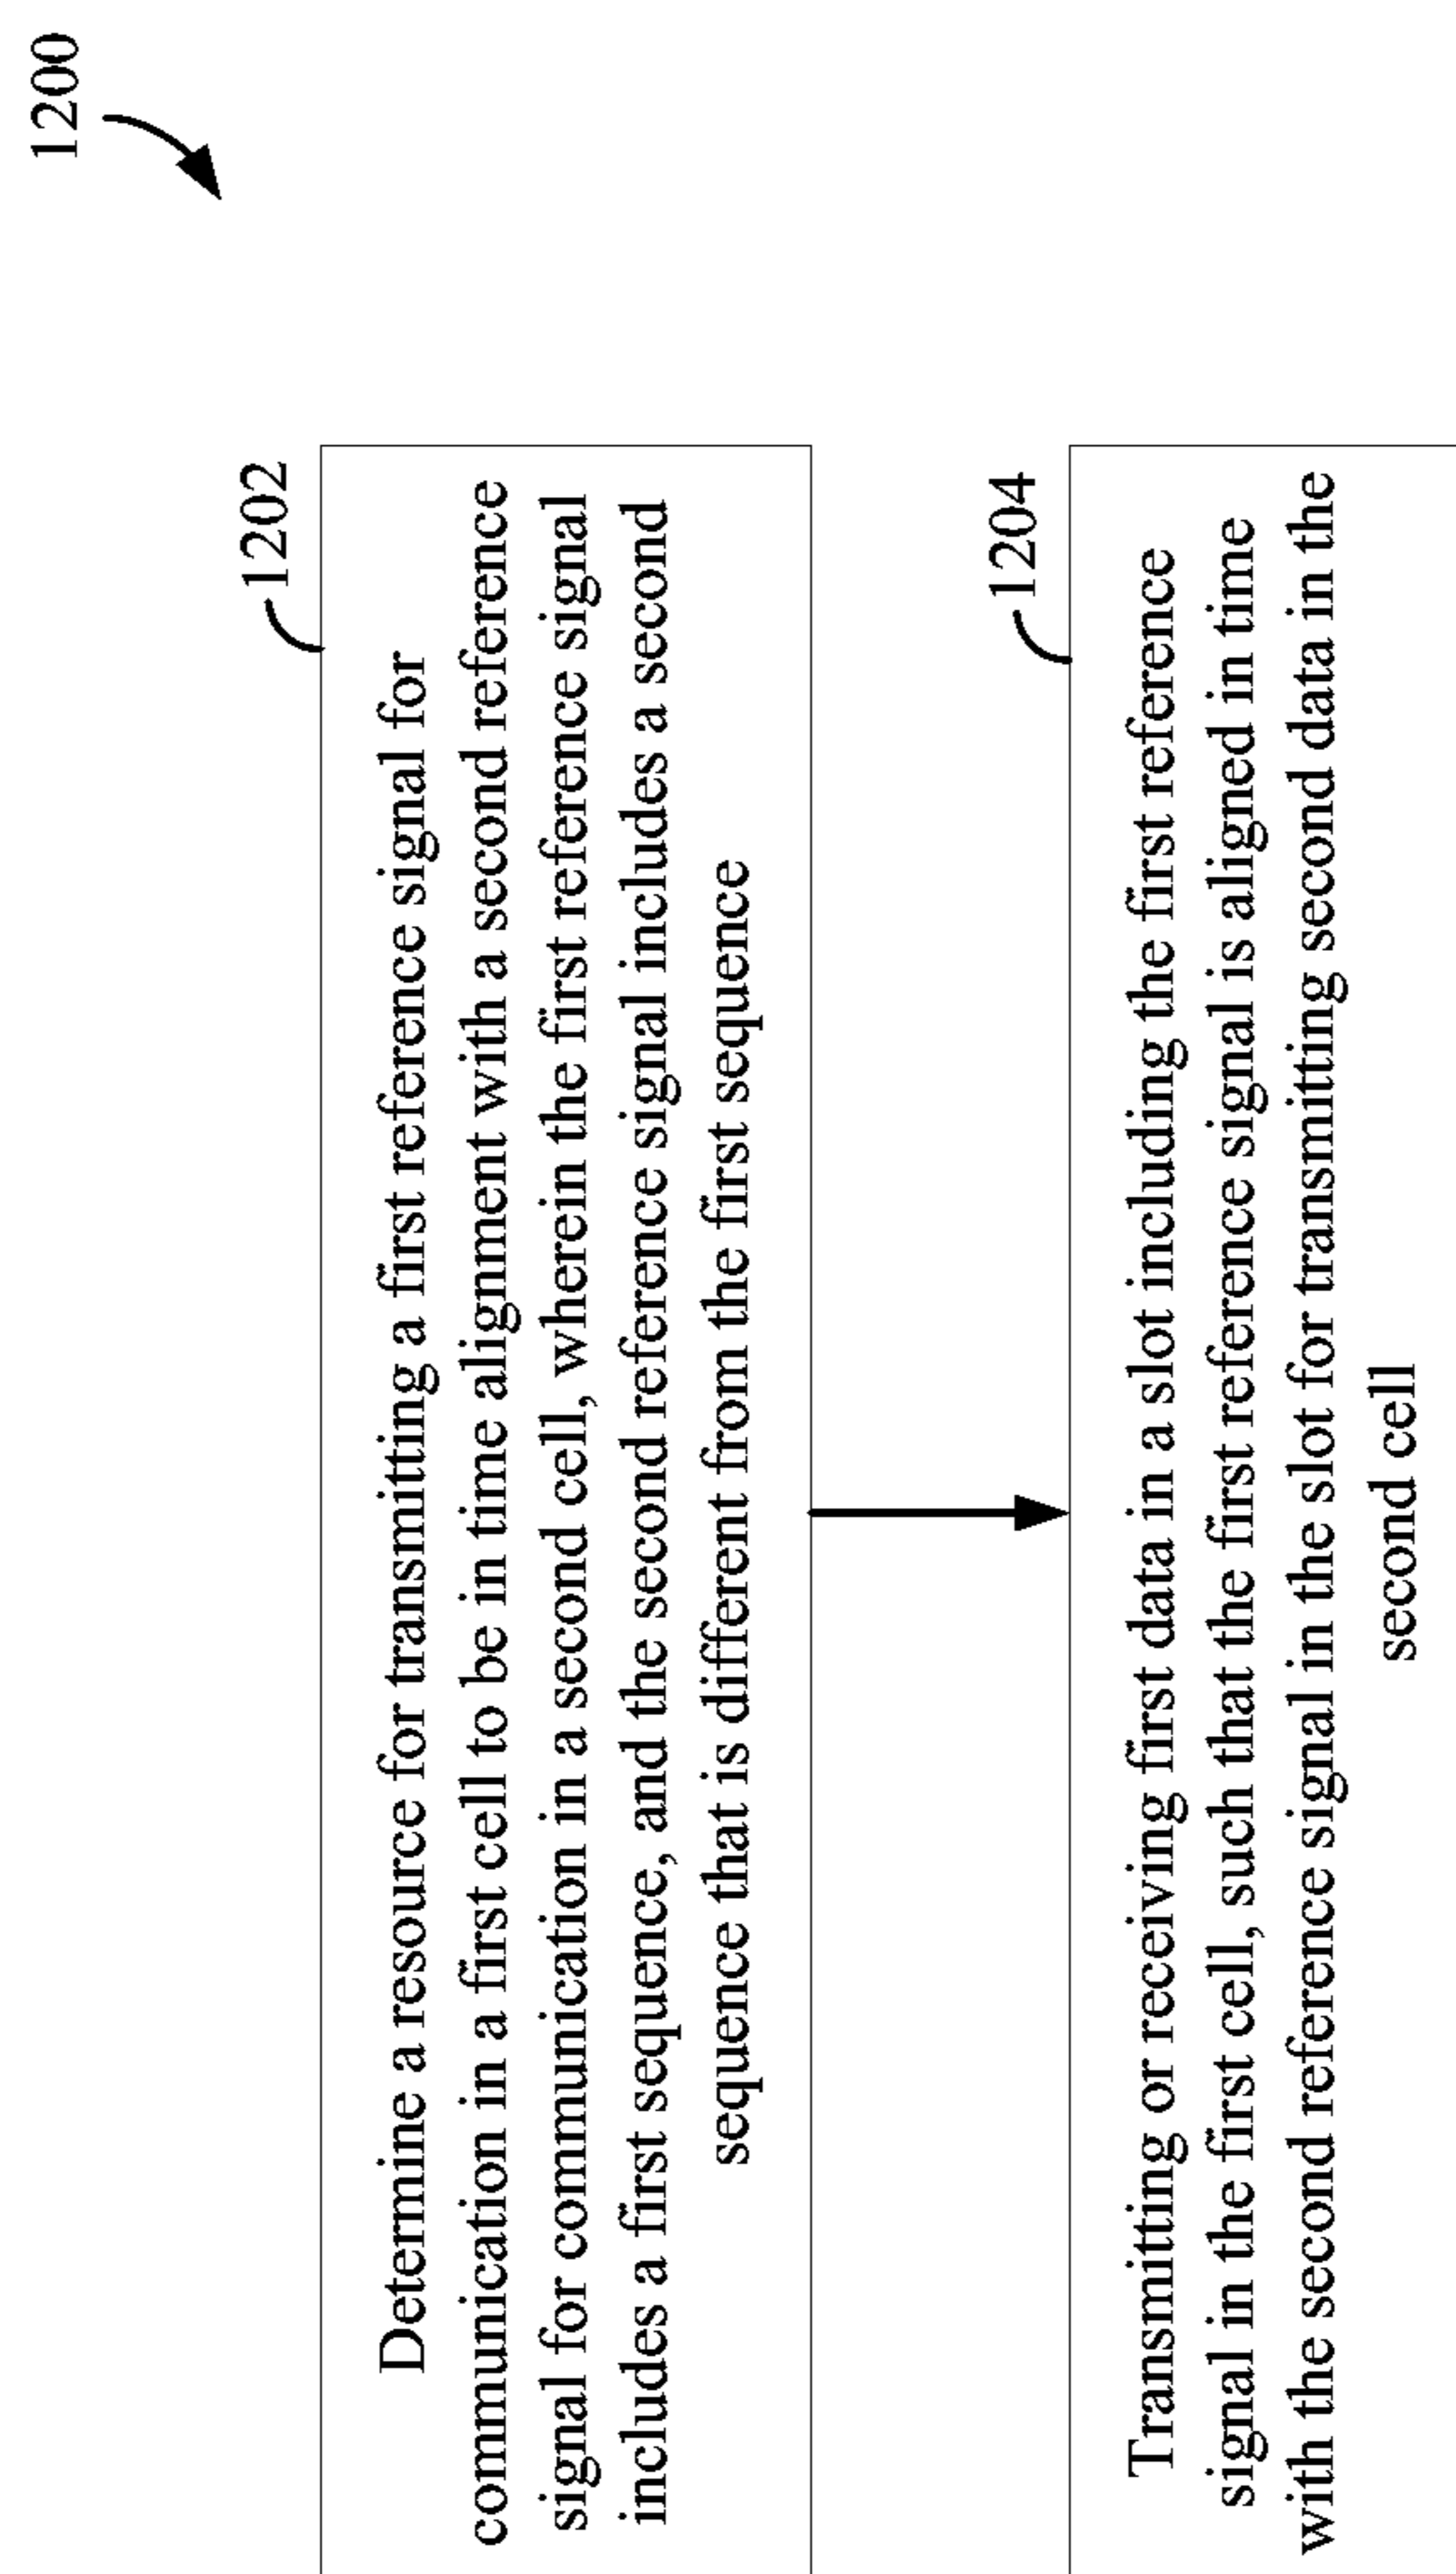 1200
1202
Determine a resource for transmitting a first reference signal for
communication in a first cell to be in time alignment with a second reference
signal for communication in a second cell, wherein the first reference signal
includes a first sequence, and the second reference signal includes a second
sequence that is different from the first sequence
1204
Transmitting or receiving first data in a slot including the first reference
signal in the first cell, such that the first reference signal is aligned in time
with the second reference signal in the slot for transmitting second data in the
second cell